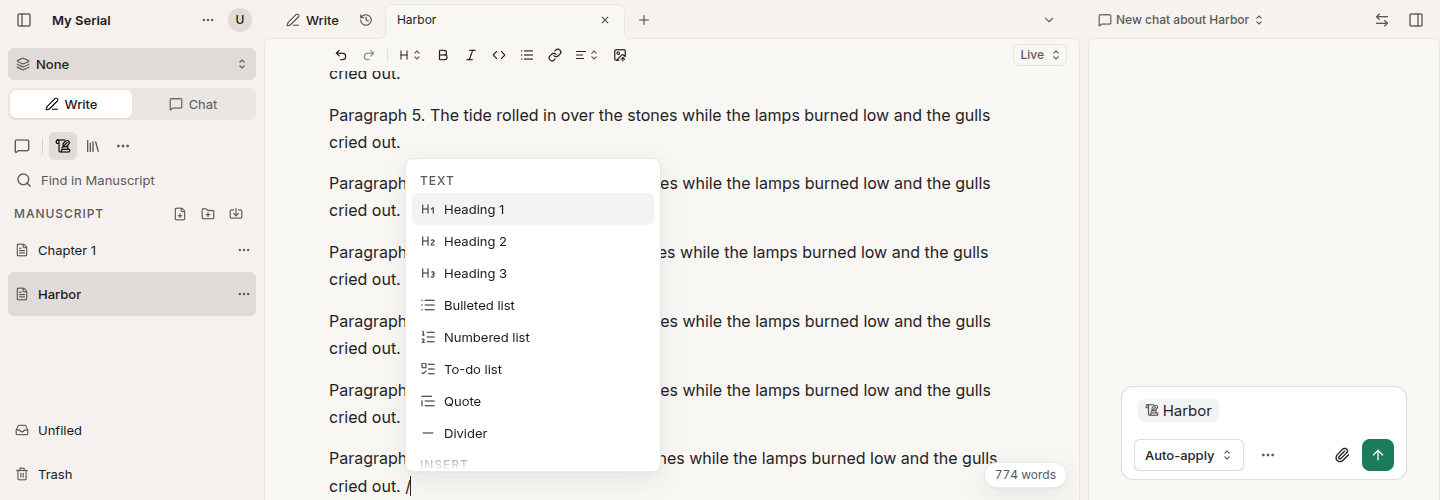 My Serial
U
None
Write
Chat
Find in Manuscript
MANUSCRIPT
Chapter 1
Harbor
Unfiled
Trash
Write
Harbor
H
B
Live
cried out.
Paragraph 5. The tide rolled in over the stones while the lamps burned low and the gulls
cried out.
Paragraph es while the lamps burned low and the gulls
cried out.
Paragraph es while the lamps burned low and the gulls
cried out.
Paragraph es while the lamps burned low and the gulls
cried out.
Paragraph es while the lamps burned low and the gulls
cried out.
Paragraph nes while the lamps burned low and the gulls
cried out. /
TEXT
H1 Heading 1
H2 Heading 2
H3 Heading 3
Bulleted list
Numbered list
To-do list
Quote
Divider
INSERT
774 words
New chat about Harbor
Harbor
Auto-apply